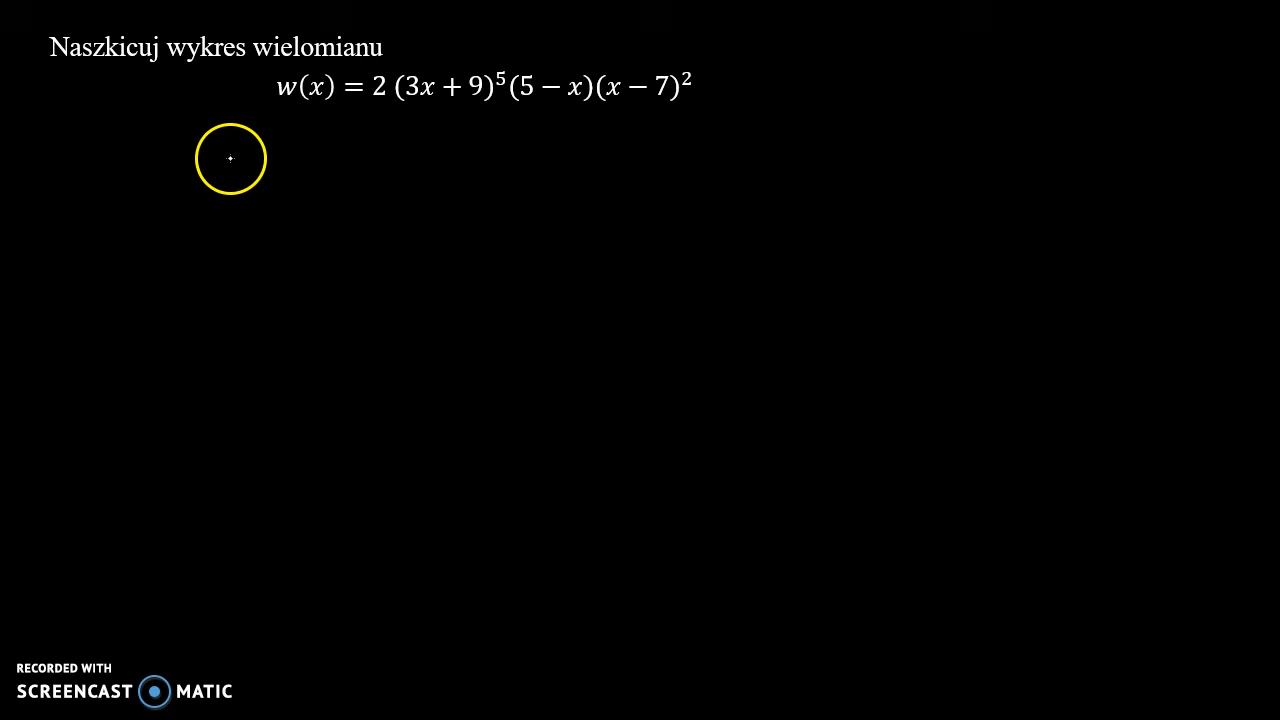 Naszkicuj wykres wielomianu
w(x) = 2 (3x + 9)⁵(5 − x)(x − 7)²
RECORDED WITH
SCREENCAST MATIC